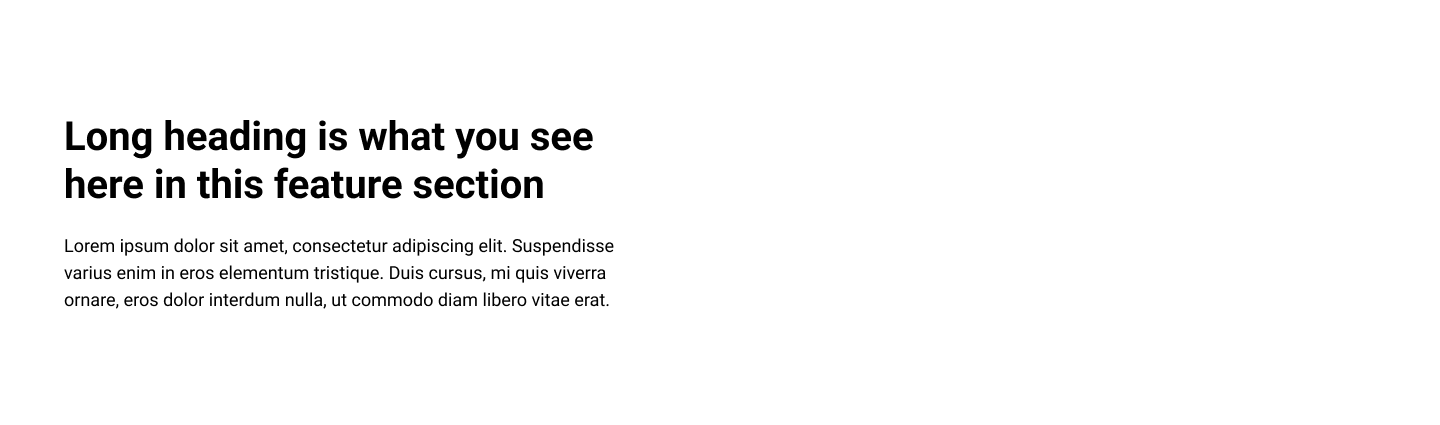 Long heading is what you see
here in this feature section
Lorem ipsum dolor sit amet, consectetur adipiscing elit. Suspendisse
varius enim in eros elementum tristique. Duis cursus, mi quis viverra
ornare, eros dolor interdum nulla, ut commodo diam libero vitae erat.